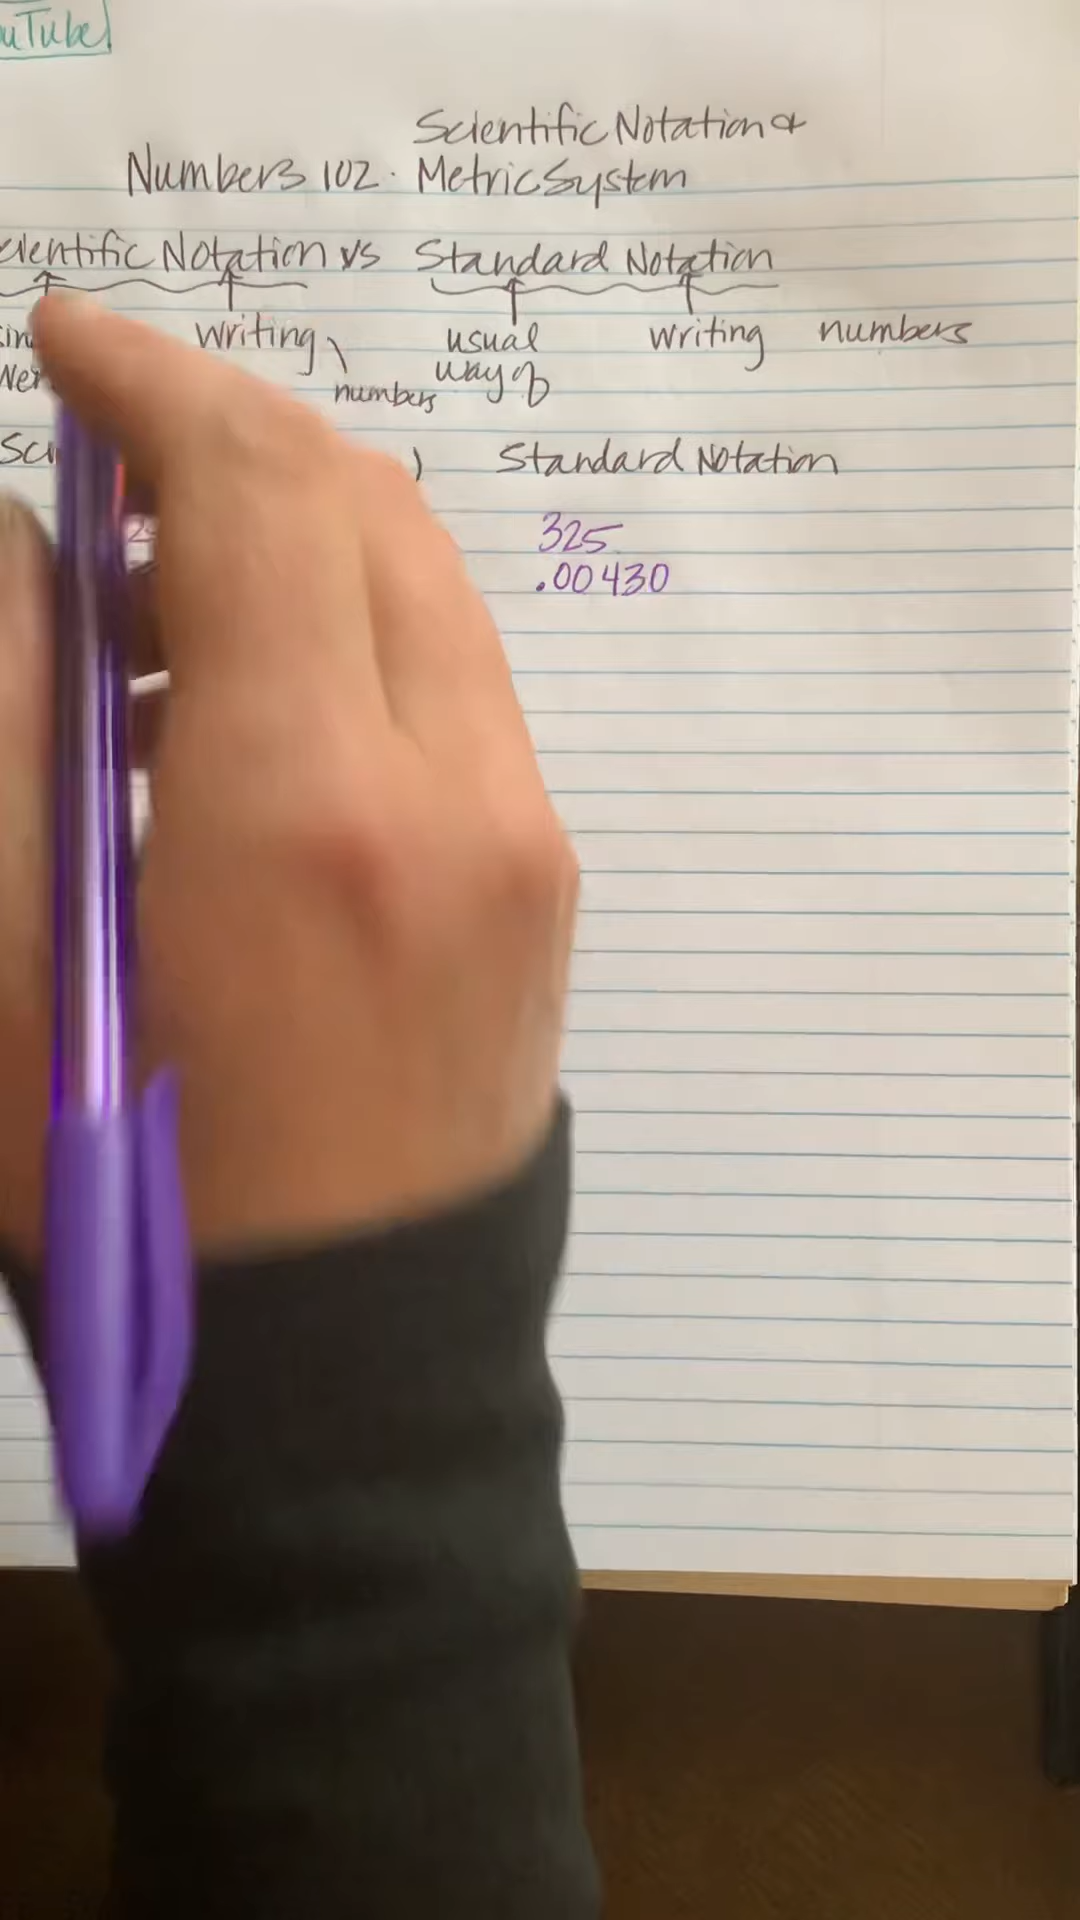 uTube
Scientific Notation &
Numbers 102. Metric System
cientific Notation vs Standard Notation
writing usual writing numbers
numbers way of
Standard Notation
325
.00430